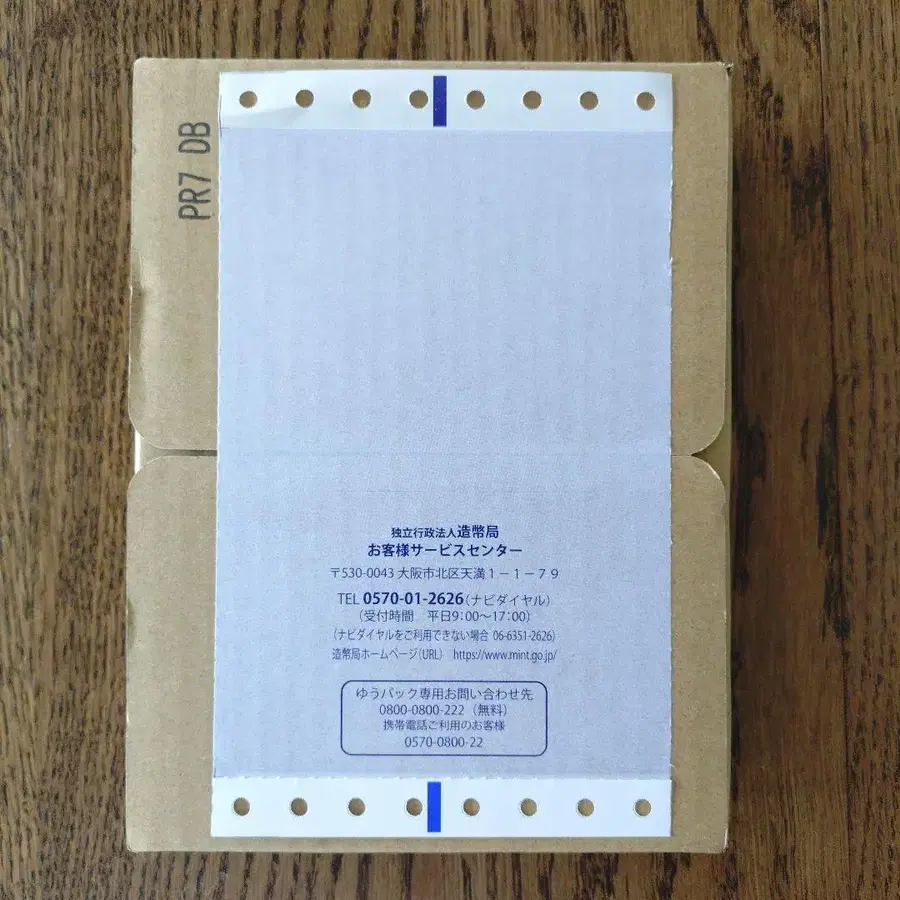 PR7 DB
独立行政法人造幣局
お客様サービスセンター
〒530-0043 大阪市北区天満1-1-79
TEL 0570-01-2626(ナビダイヤル)
(受付時間 平日9:00～17:00)
(ナビダイヤルをご利用できない場合 06-6351-2626)
造幣局ホームページ(URL) https://www.mint.go.jp/
ゆうパック専用お問い合わせ先
0800-0800-222(無料)
携帯電話ご利用のお客様
0570-0800-22